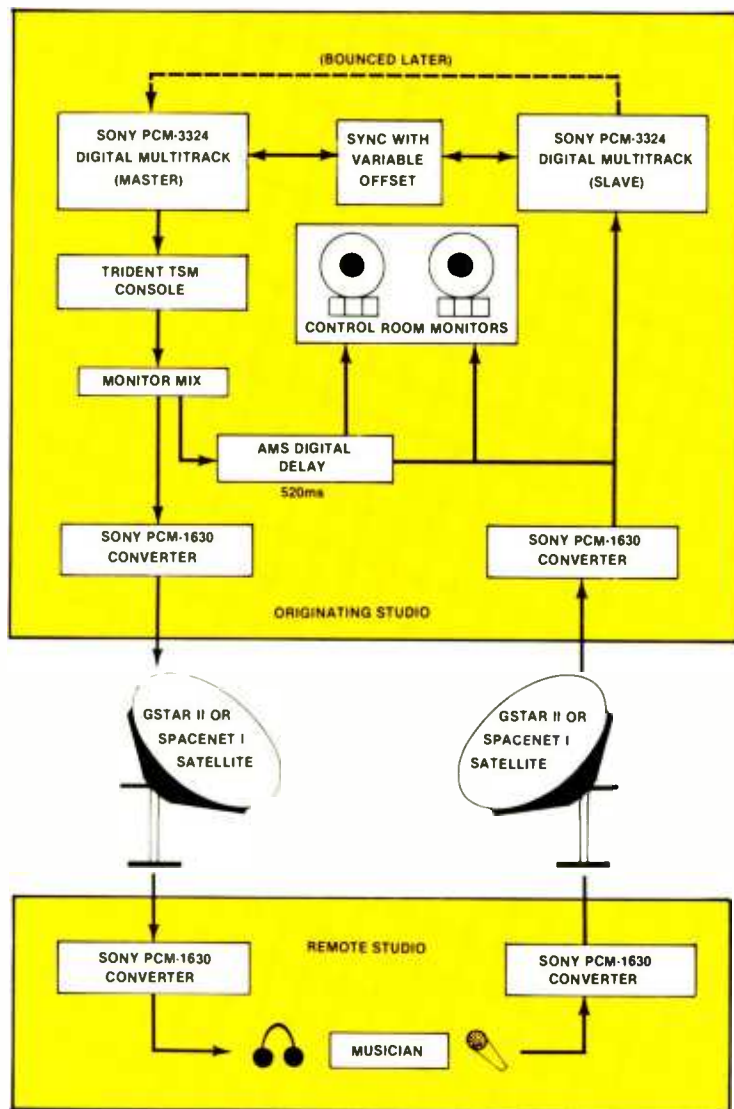 (BOUNCED LATER)
SONY PCM-3324
DIGITAL MULTITRACK
(MASTER)
SYNC WITH
VARIABLE
OFFSET
SONY PCM-3324
DIGITAL MULTITRACK
(SLAVE)
TRIDENT TSM
CONSOLE
CONTROL ROOM MONITORS
MONITOR MIX
AMS DIGITAL
DELAY
520ms
SONY PCM-1630
CONVERTER
SONY PCM-1630
CONVERTER
ORIGINATING STUDIO
GSTAR II OR
SPACENET I
SATELLITE
GSTAR II OR
SPACENET I
SATELLITE
REMOTE STUDIO
SONY PCM-1630
CONVERTER
SONY PCM-1630
CONVERTER
MUSICIAN